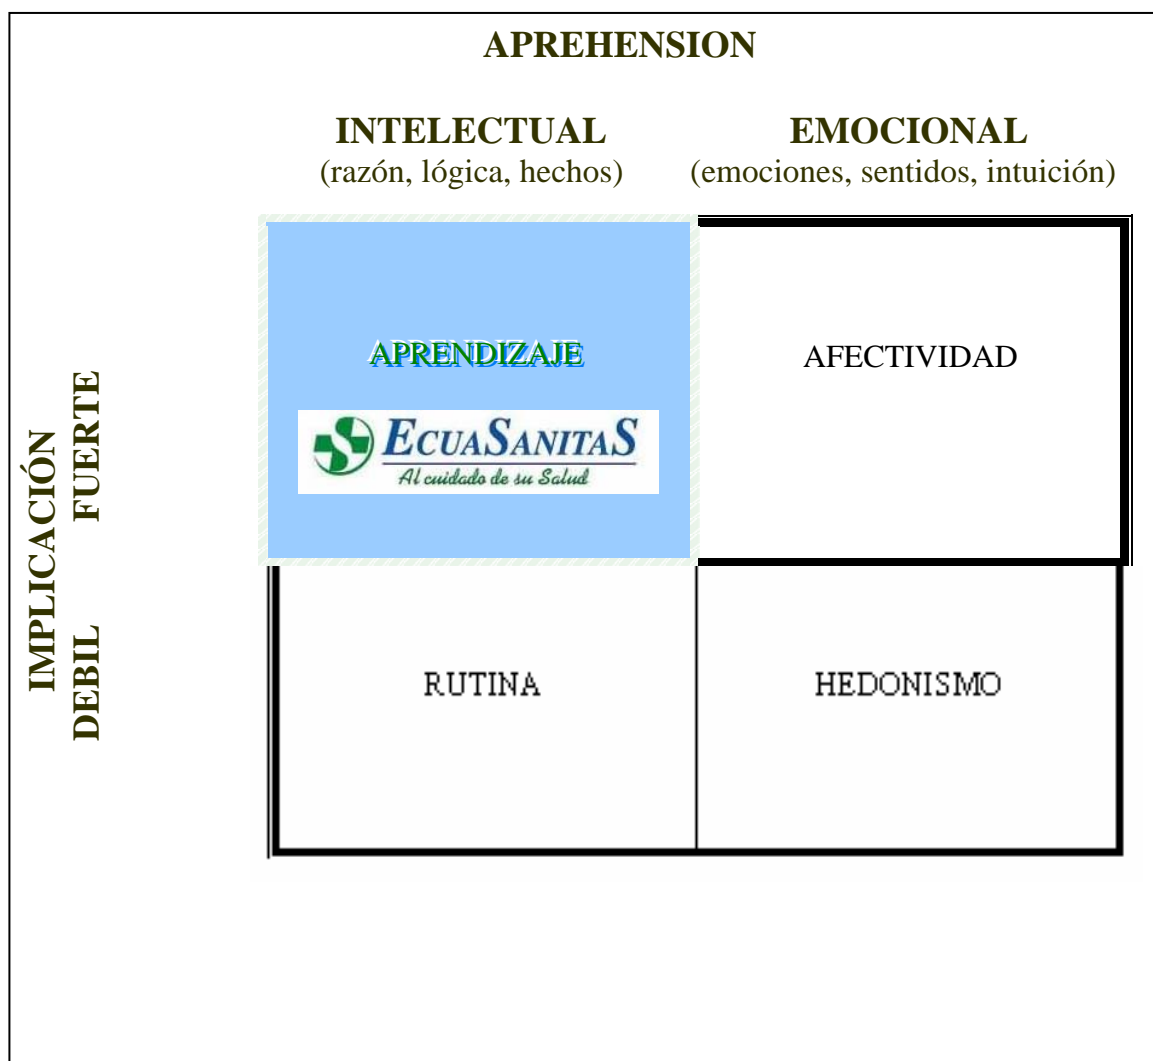 APREHENSION
INTELECTUAL
(razón, lógica, hechos)
EMOCIONAL
(emociones, sentidos, intuición)
IMPLICACIÓN
FUERTE
DEBIL
APRENDIZAJE
ECUASANITAS
Al cuidado de su Salud
AFECTIVIDAD
RUTINA
HEDONISMO